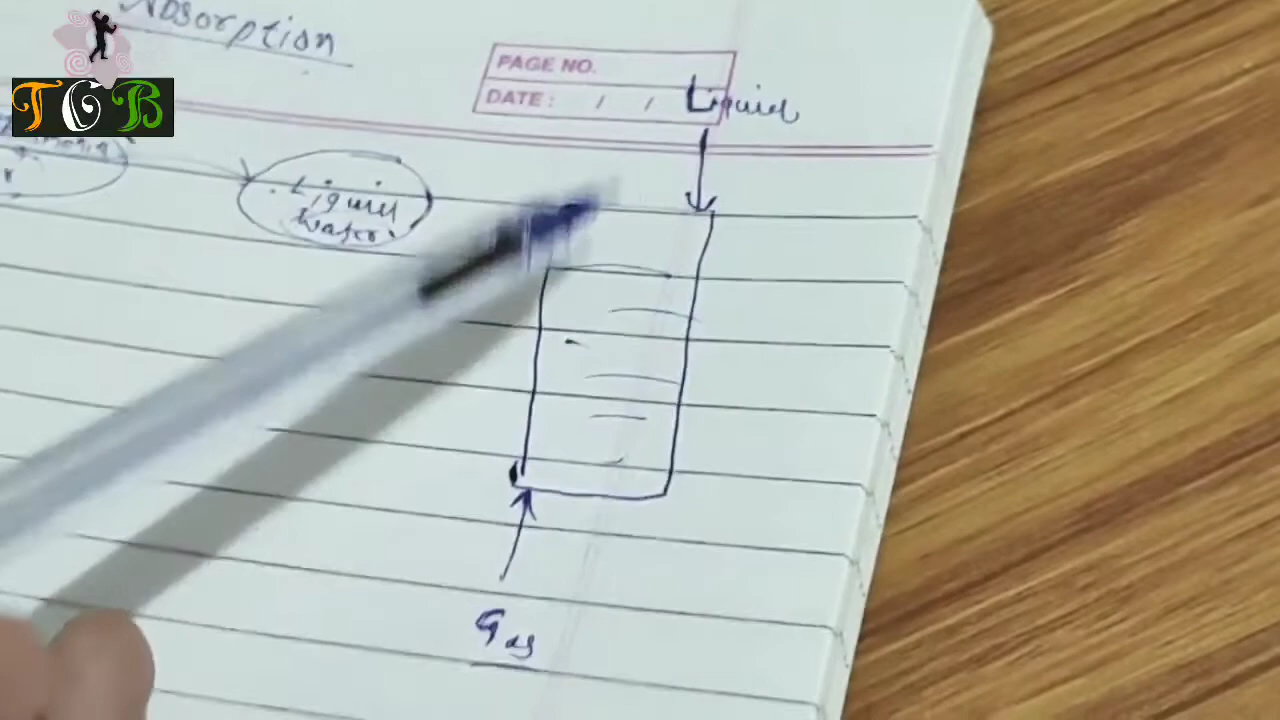 Absorption
PAGE NO.
DATE: / /
Liquid
TGB
Liquid
Water
Gas